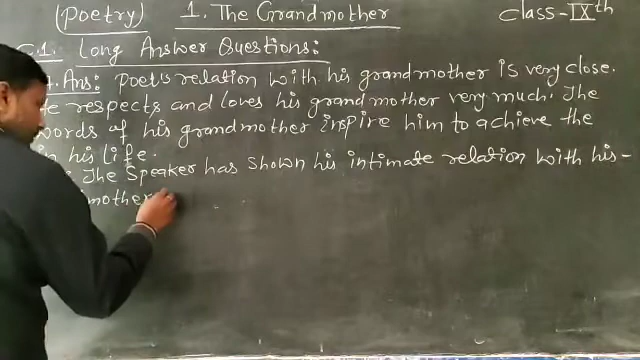 (Poetry) 1. The Grandmother Class-IXth
C.1. Long Answer Questions:
Ans: Poet's relation with his grandmother is very close.
He respects and loves his grandmother very much. The
words of his grandmother inspire him to achieve the
in his life.
The Speaker has shown his intimate relation with his-
mother